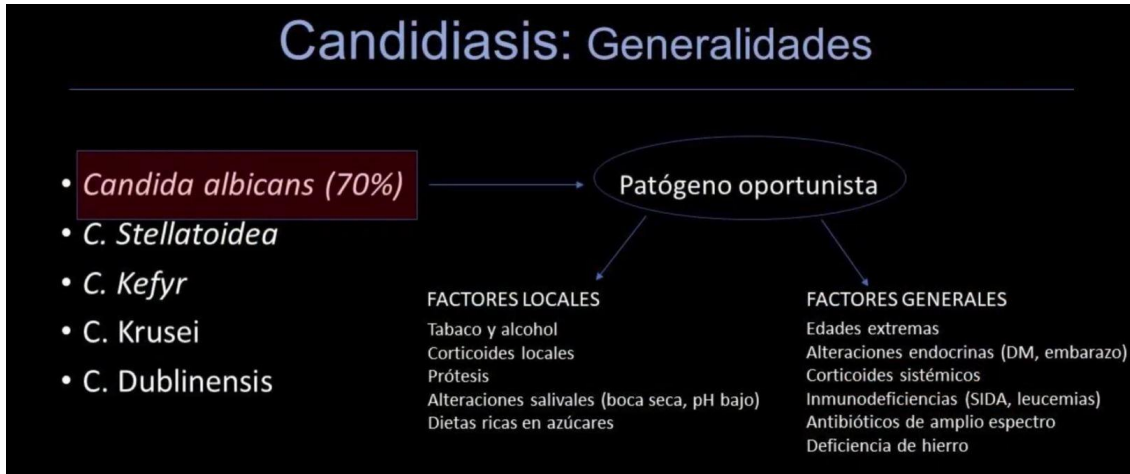 Candidiasis: Generalidades
• Candida albicans (70%)
Patógeno oportunista
• C. Stellatoidea
• C. Kefyr
• C. Krusei
• C. Dublinensis
FACTORES LOCALES
Tabaco y alcohol
Corticoides locales
Prótesis
Alteraciones salivales (boca seca, pH bajo)
Dietas ricas en azúcares
FACTORES GENERALES
Edades extremas
Alteraciones endocrinas (DM, embarazo)
Corticoides sistémicos
Inmunodeficiencias (SIDA, leucemias)
Antibióticos de amplio espectro
Deficiencia de hierro